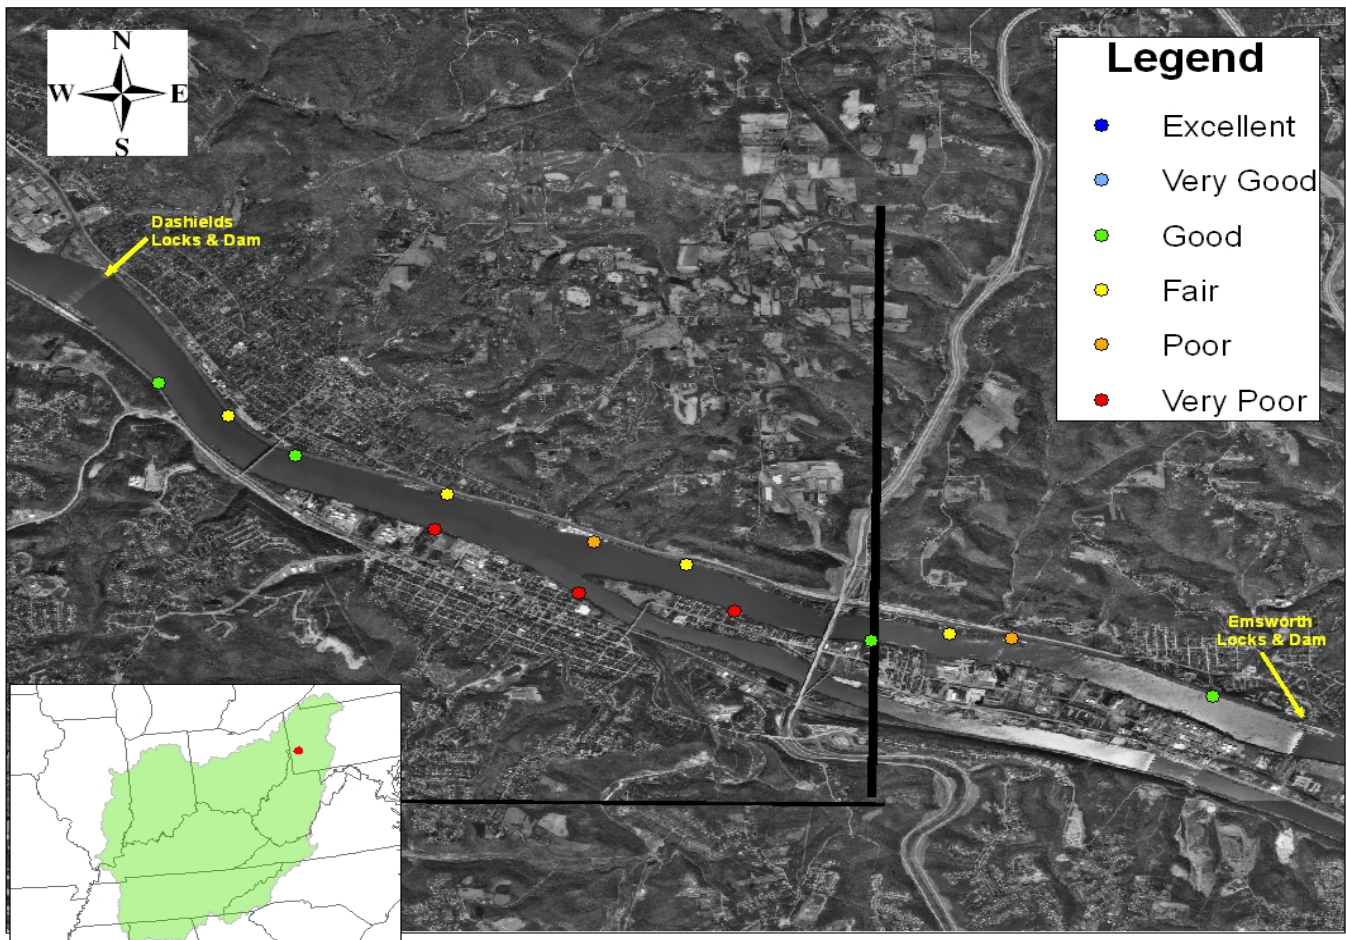 N
W E
S
Legend
Excellent
Very Good
Good
Fair
Poor
Very Poor
Dashields
Locks & Dam
Emsworth
Locks & Dam